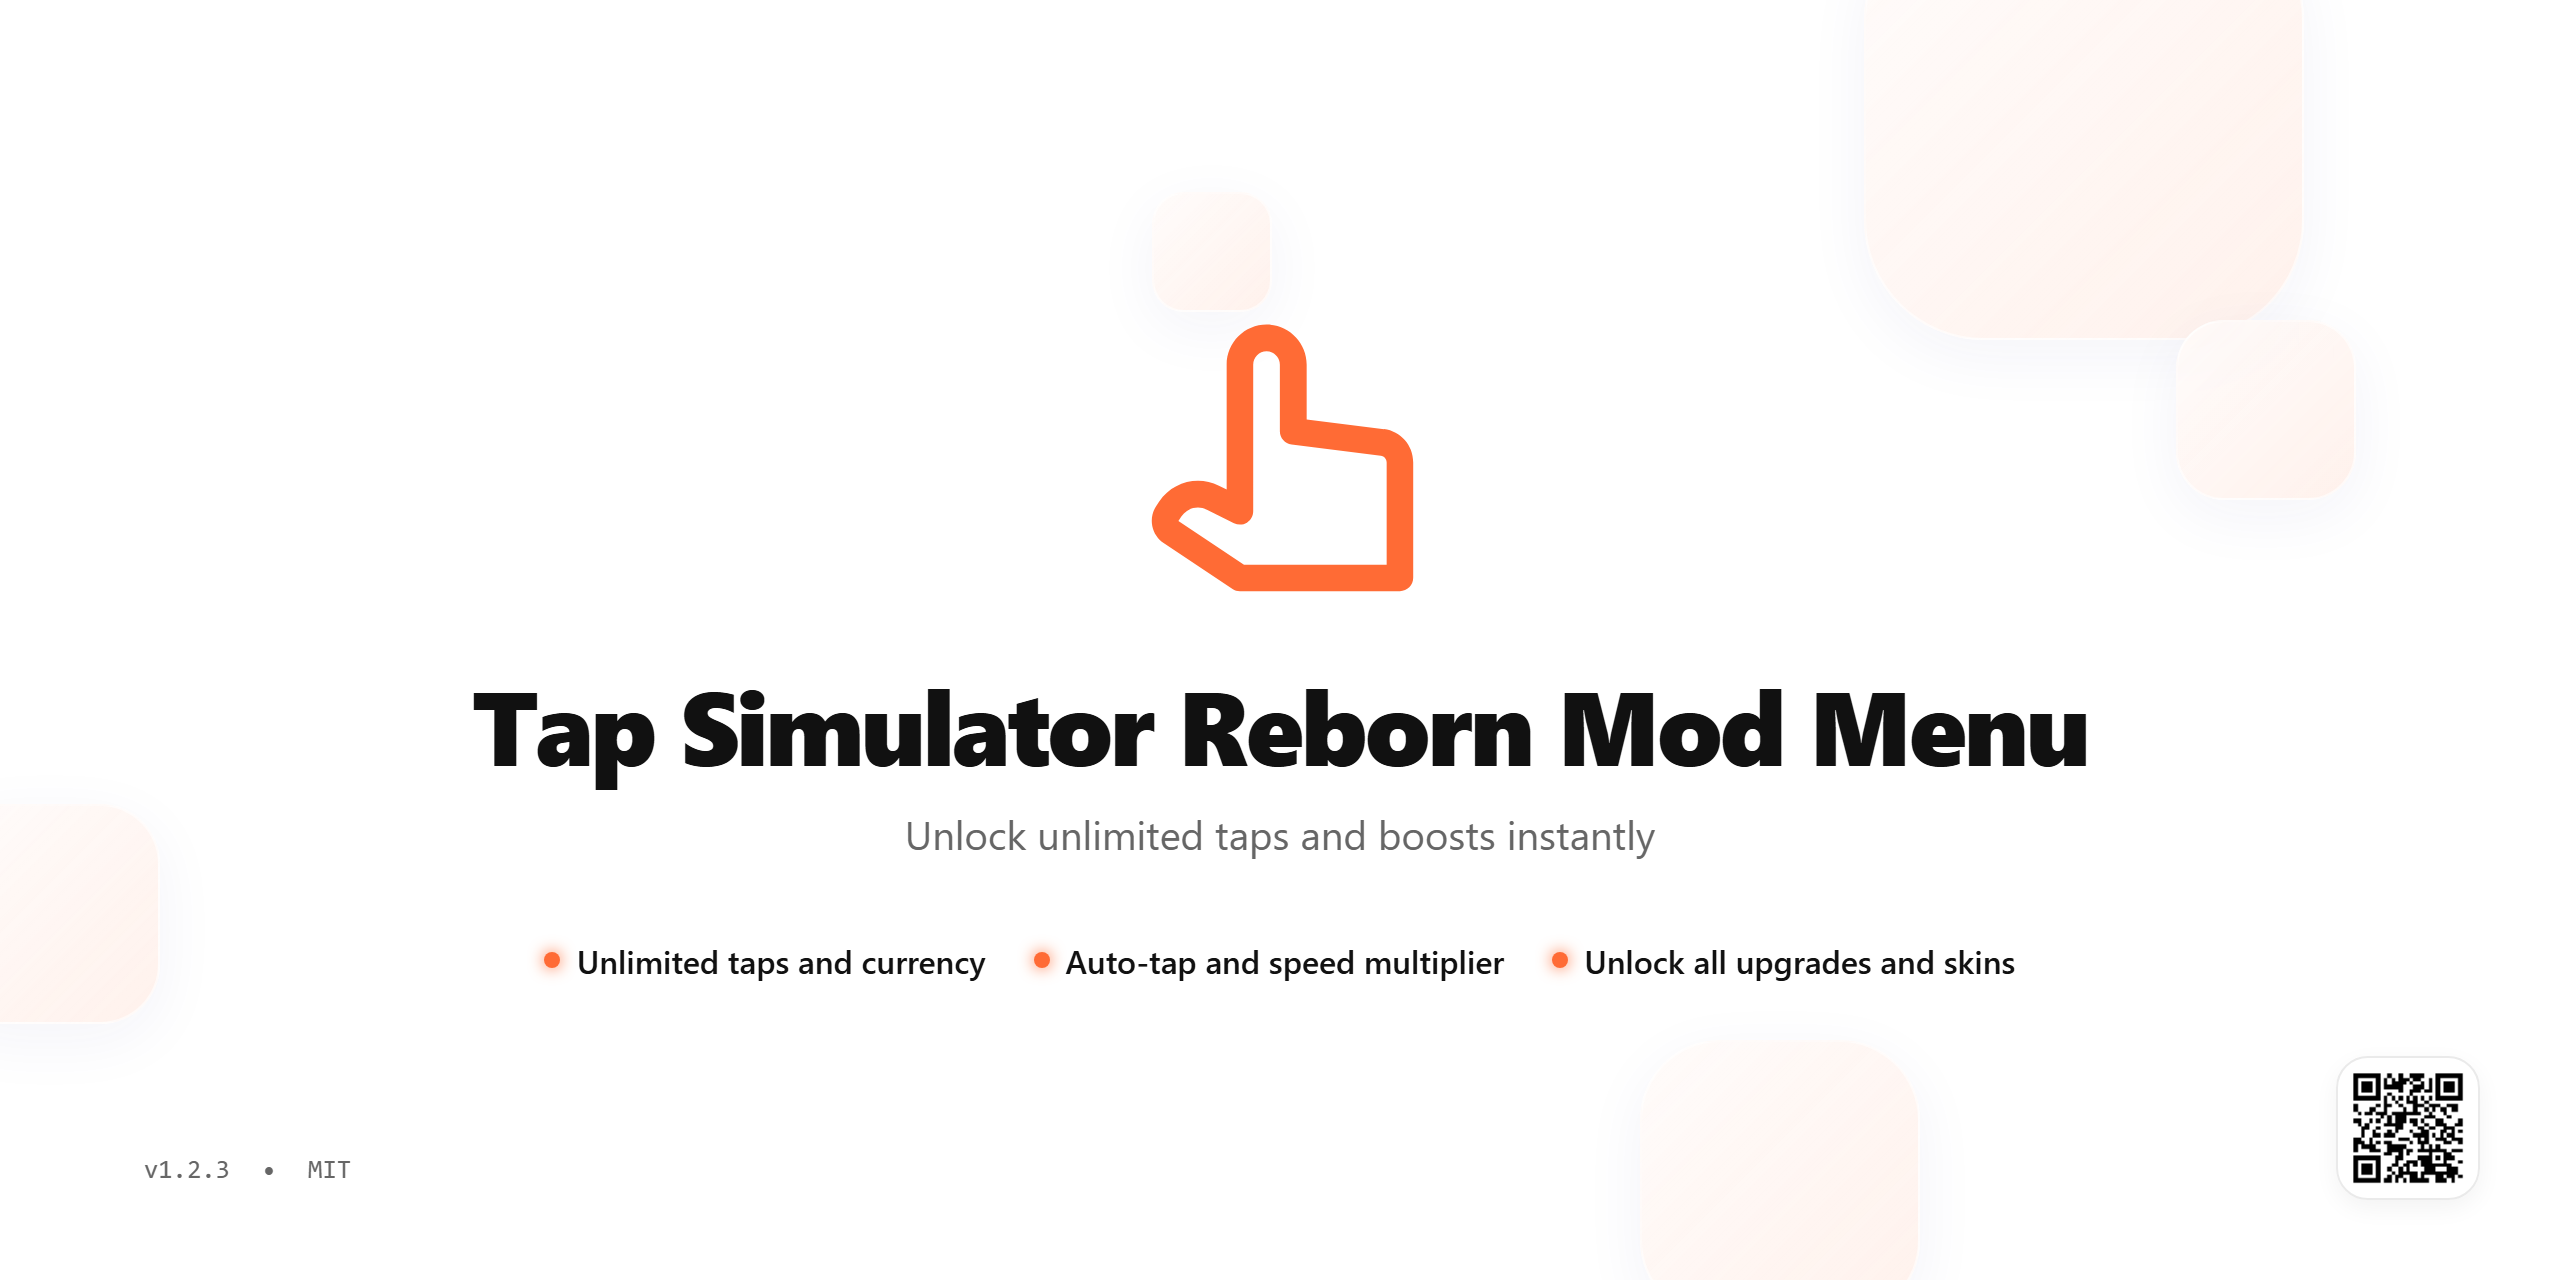 Tap Simulator Reborn Mod Menu
Unlock unlimited taps and boosts instantly
Unlimited taps and currency
Auto-tap and speed multiplier
Unlock all upgrades and skins
v1.2.3 • MIT